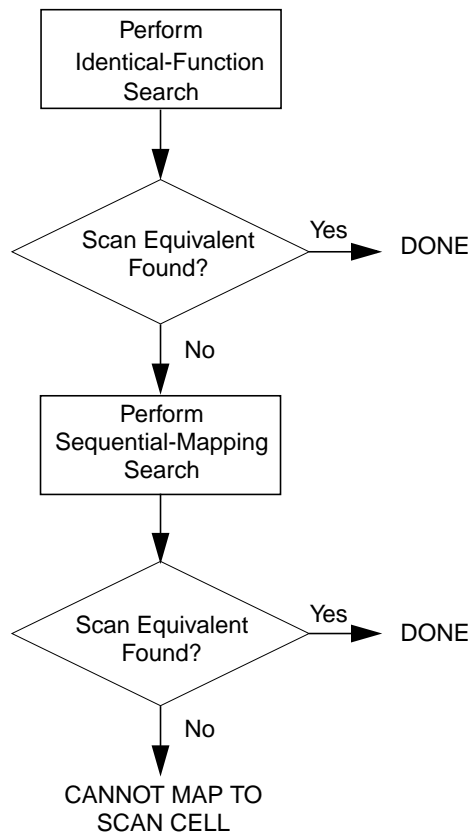 Perform
Identical-Function
Search
Scan Equivalent
Found?
Yes
DONE
No
Perform
Sequential-Mapping
Search
Scan Equivalent
Found?
Yes
DONE
No
CANNOT MAP TO
SCAN CELL